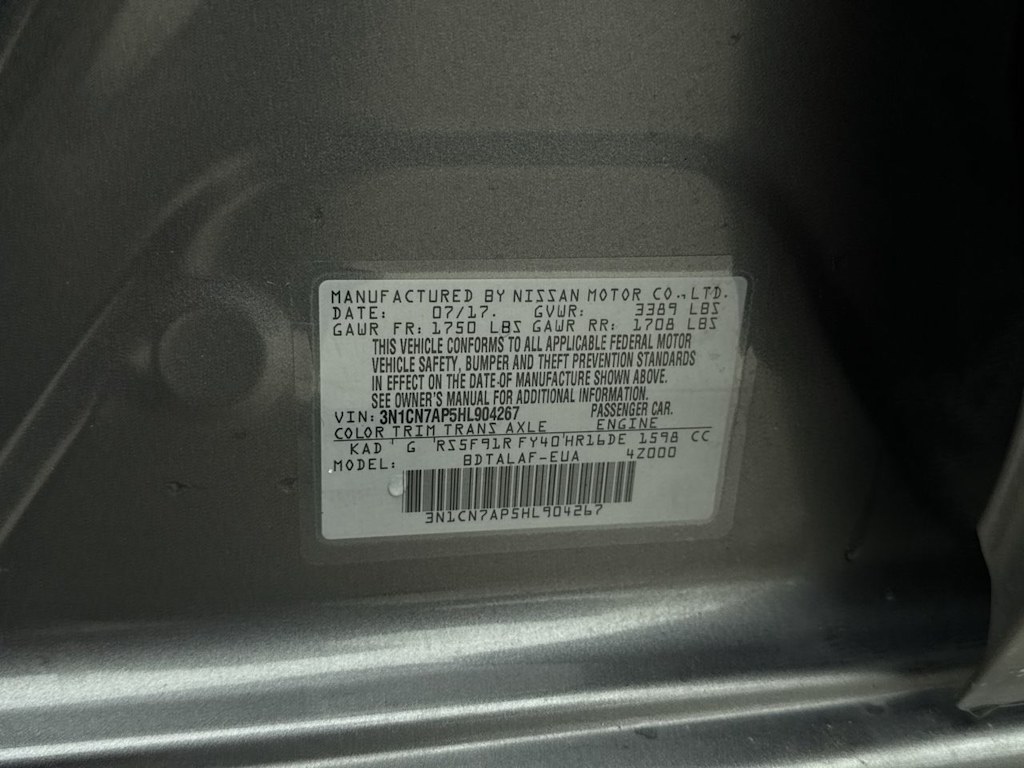 MANUFACTURED BY NISSAN MOTOR CO.,LTD.
DATE: 07/17. GVWR: 3389 LBS
GAWR FR: 1750 LBS GAWR RR: 1708 LBS
THIS VEHICLE CONFORMS TO ALL APPLICABLE FEDERAL MOTOR
VEHICLE SAFETY, BUMPER AND THEFT PREVENTION STANDARDS
IN EFFECT ON THE DATE OF MANUFACTURE SHOWN ABOVE.
SEE OWNER'S MANUAL FOR ADDITIONAL INFORMATION.
VIN: 3N1CN7AP5HL904267 PASSENGER CAR.
COLOR TRIM TRANS AXLE ENGINE
KAD G RS5F91R FY40 HR16DE 1598 CC
MODEL: BDTALAF-EUA 4Z000
3N1CN7AP5HL904267